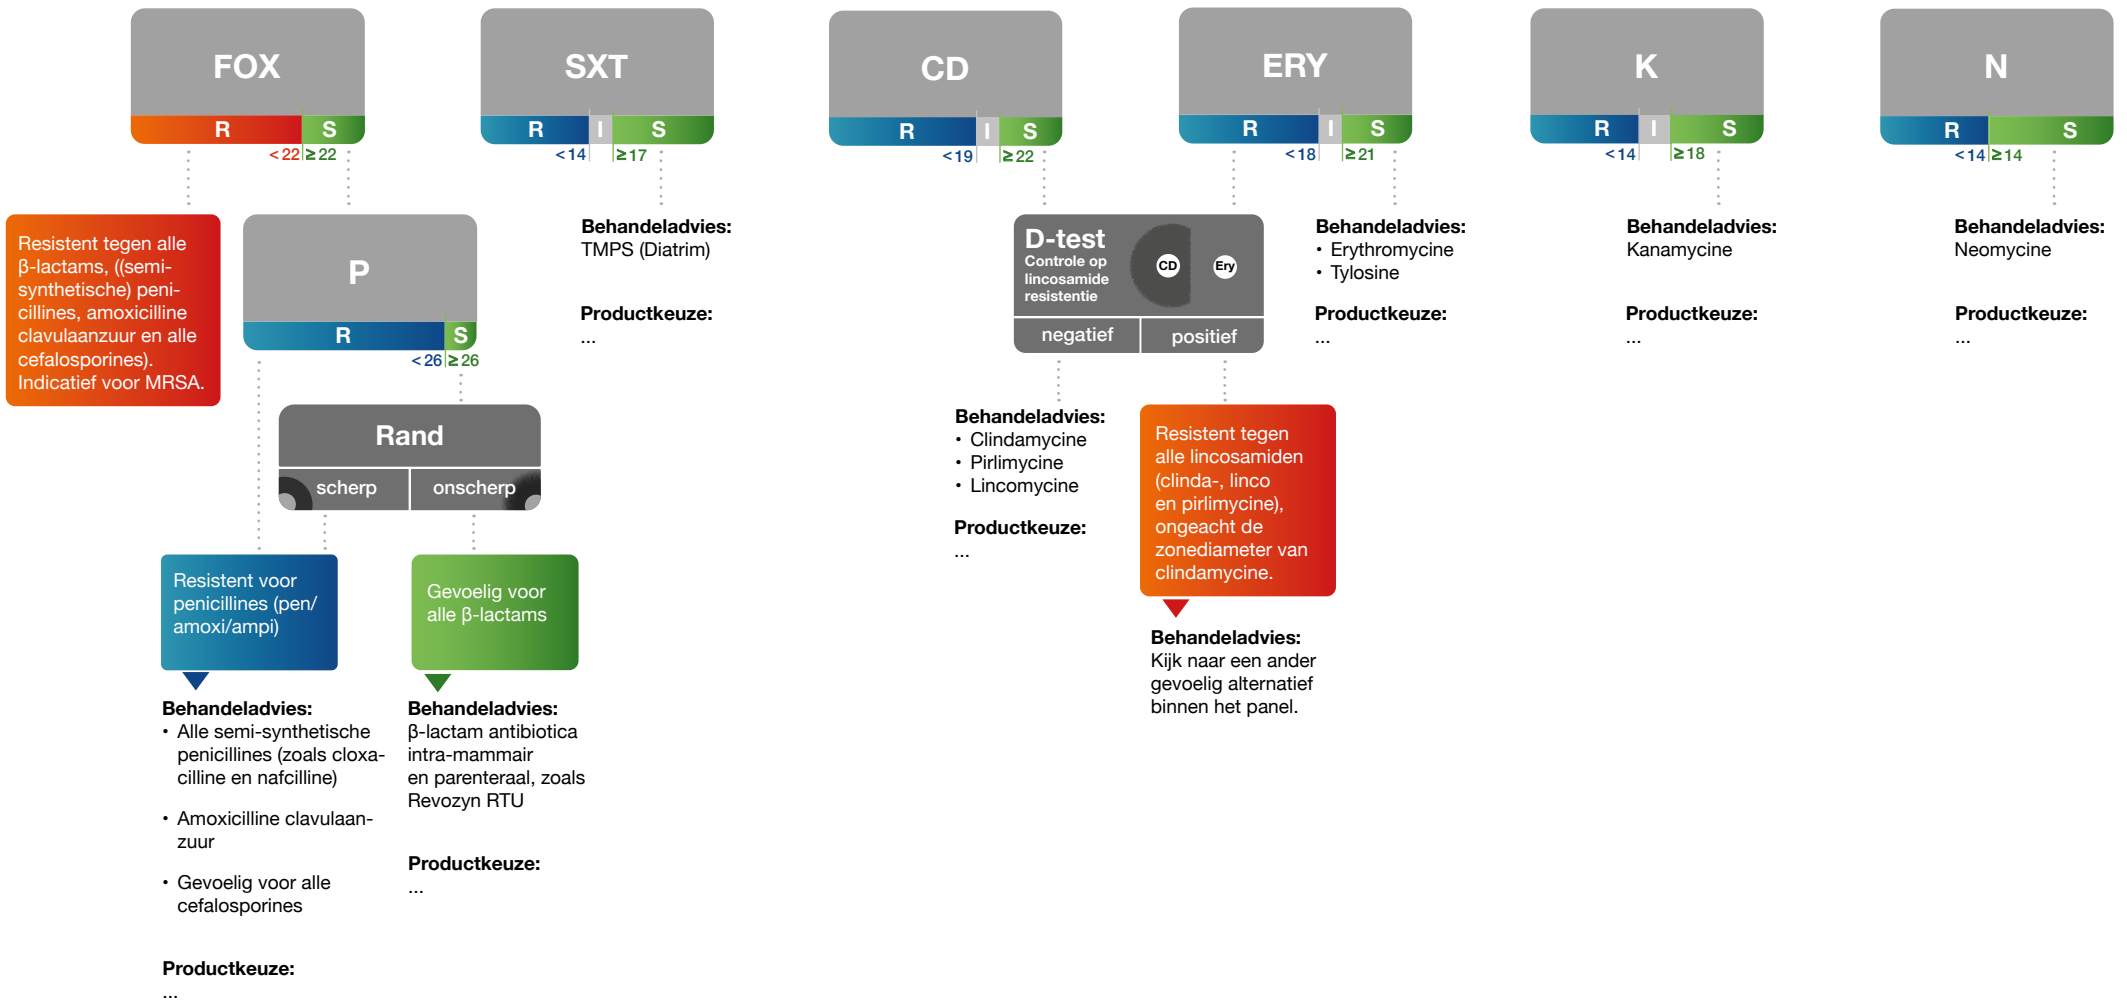 FOX
R
S
<22
≥22
SXT
R
I
S
<14
≥17
CD
R
I
S
<19
≥22
ERY
R
I
S
<18
≥21
K
R
I
S
<14
≥18
N
R
S
<14
≥14
Resistent tegen alle
β-lactams, ((semi-
synthetische) peni-
cillines, amoxicilline
clavulaanzuur en alle
cefalosporines).
Indicatief voor MRSA.
P
R
S
<26
≥26
Rand
scherp
onscherp
Resistent voor
penicillines (pen/
amoxi/ampi)
Behandeladvies:
• Alle semi-synthetische
penicillines (zoals cloxa-
cilline en nafcilline)
• Amoxicilline clavulaan-
zuur
• Gevoelig voor alle
cefalosporines
Productkeuze:
...
Gevoelig voor
alle β-lactams
Behandeladvies:
β-lactam antibiotica
intra-mammair
en parenteraal, zoals
Revozyn RTU
Productkeuze:
...
Behandeladvies:
TMPS (Diatrim)
Productkeuze:
...
D-test
Controle op
lincosamide
resistentie
CD
Ery
negatief
positief
Behandeladvies:
• Clindamycine
• Pirlimycine
• Lincomycine
Productkeuze:
...
Resistent tegen
alle lincosamiden
(clinda-, linco
en pirlimycine),
ongeacht de
zonediameter van
clindamycine.
Behandeladvies:
Kijk naar een ander
gevoelig alternatief
binnen het panel.
Behandeladvies:
• Erythromycine
• Tylosine
Productkeuze:
...
Behandeladvies:
Kanamycine
Productkeuze:
...
Behandeladvies:
Neomycine
Productkeuze:
...